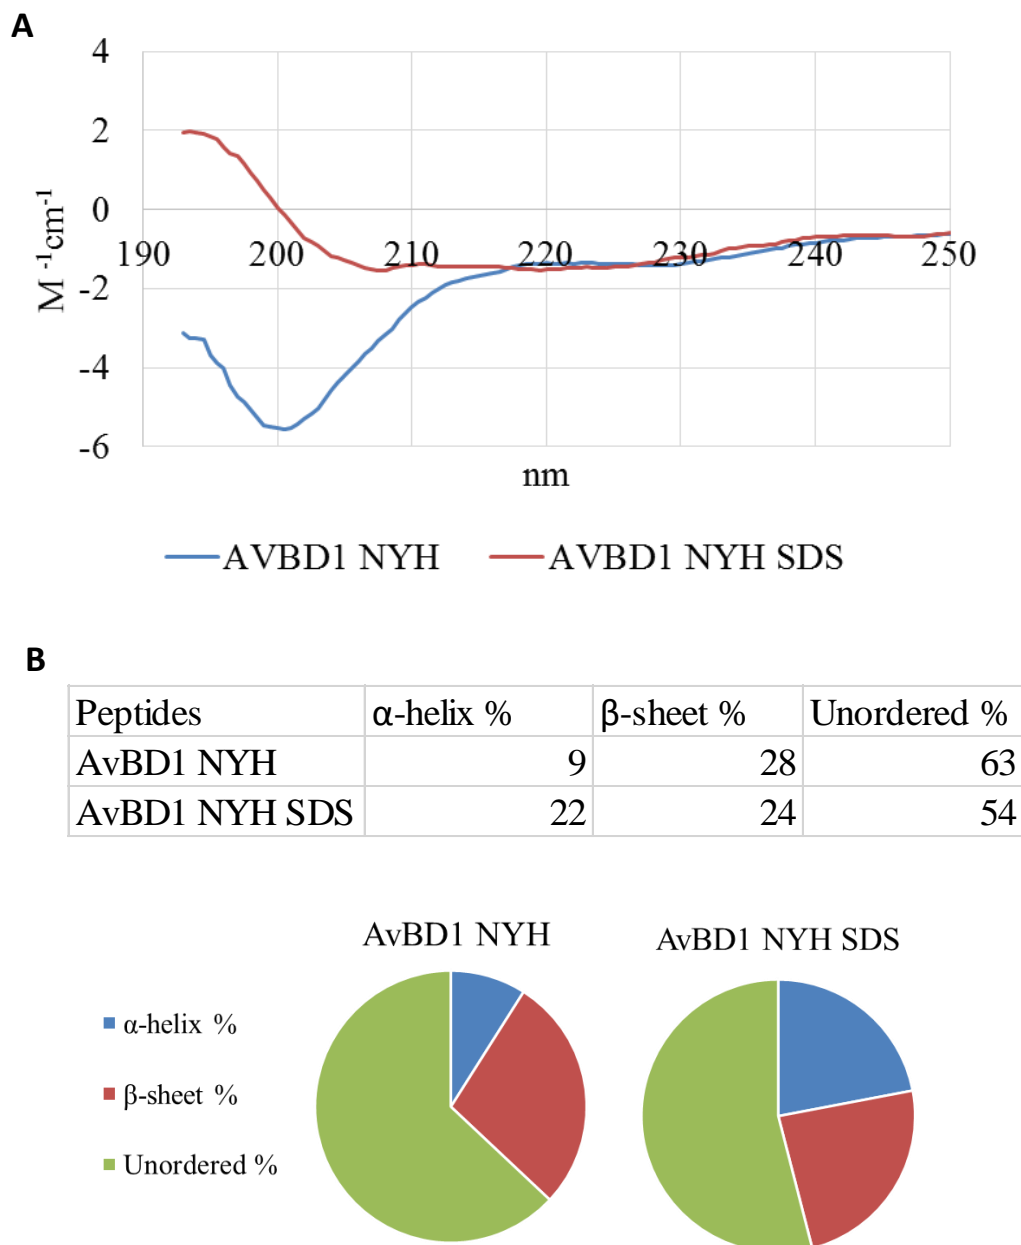 A
4
2
0
190 200 210 220 230 240 250
-2
-4
-6
M -1cm-1
nm
AVBD1 NYH AVBD1 NYH SDS
B
Peptides α-helix % β-sheet % Unordered %
AvBD1 NYH 9 28 63
AvBD1 NYH SDS 22 24 54
AvBD1 NYH AvBD1 NYH SDS
α-helix %
β-sheet %
Unordered %